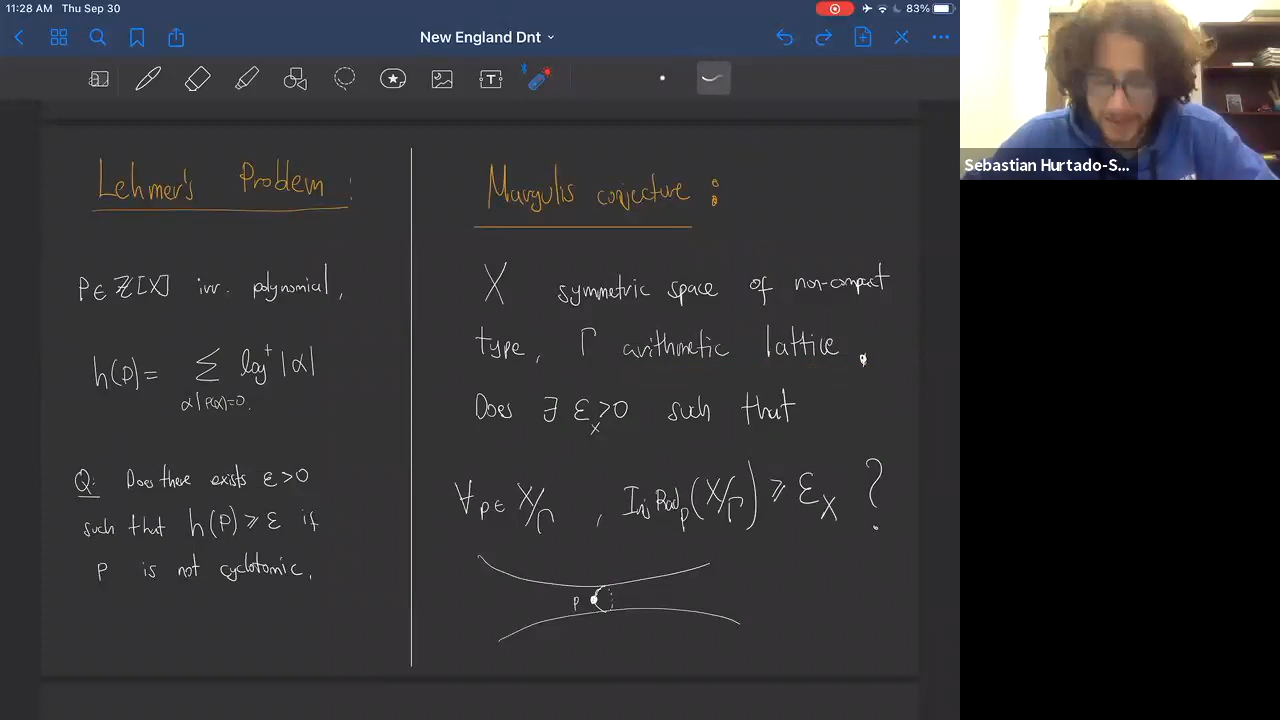 11:28 AM Thu Sep 30
83%
New England Dnt
Lehmer's Problem :
P ∈ ℤ[X] irr. polynomial,
h(P) = ∑ log⁺ |α|
α | P(α)=0.
Q: Does there exists ε > 0
such that h(P) ⩾ ε if
P is not cyclotomic.
Margulis conjecture :
X symmetric space of non-compact
type, Γ arithmetic lattice.
Does ∃ ε_X > 0 such that
∀ p ∈ X/Γ , InjRad_p(X/Γ) ⩾ ε_X ?
p
Sebastian Hurtado-S...